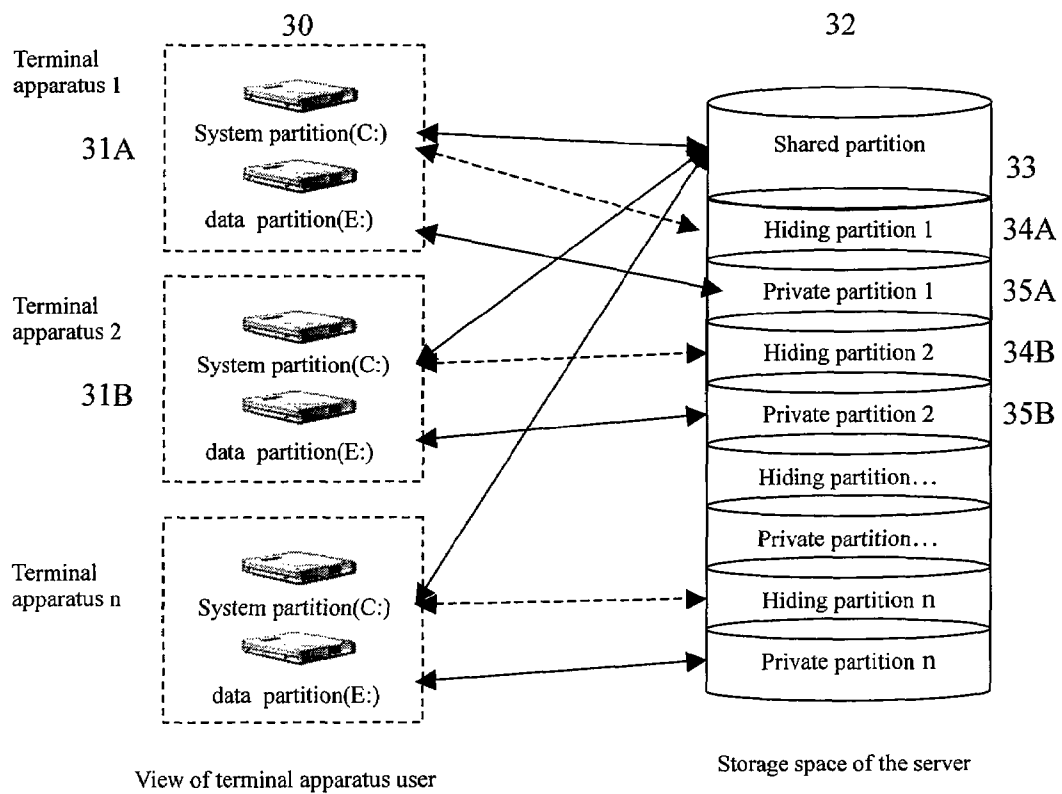 30
32
Terminal
apparatus 1
31A
System partition(C:)
data partition(E:)
Terminal
apparatus 2
31B
System partition(C:)
data partition(E:)
Terminal
apparatus n
System partition(C:)
data partition(E:)
Shared partition
33
Hiding partition 1
34A
Private partition 1
35A
Hiding partition 2
34B
Private partition 2
35B
Hiding partition…
Private partition…
Hiding partition n
Private partition n
View of terminal apparatus user
Storage space of the server